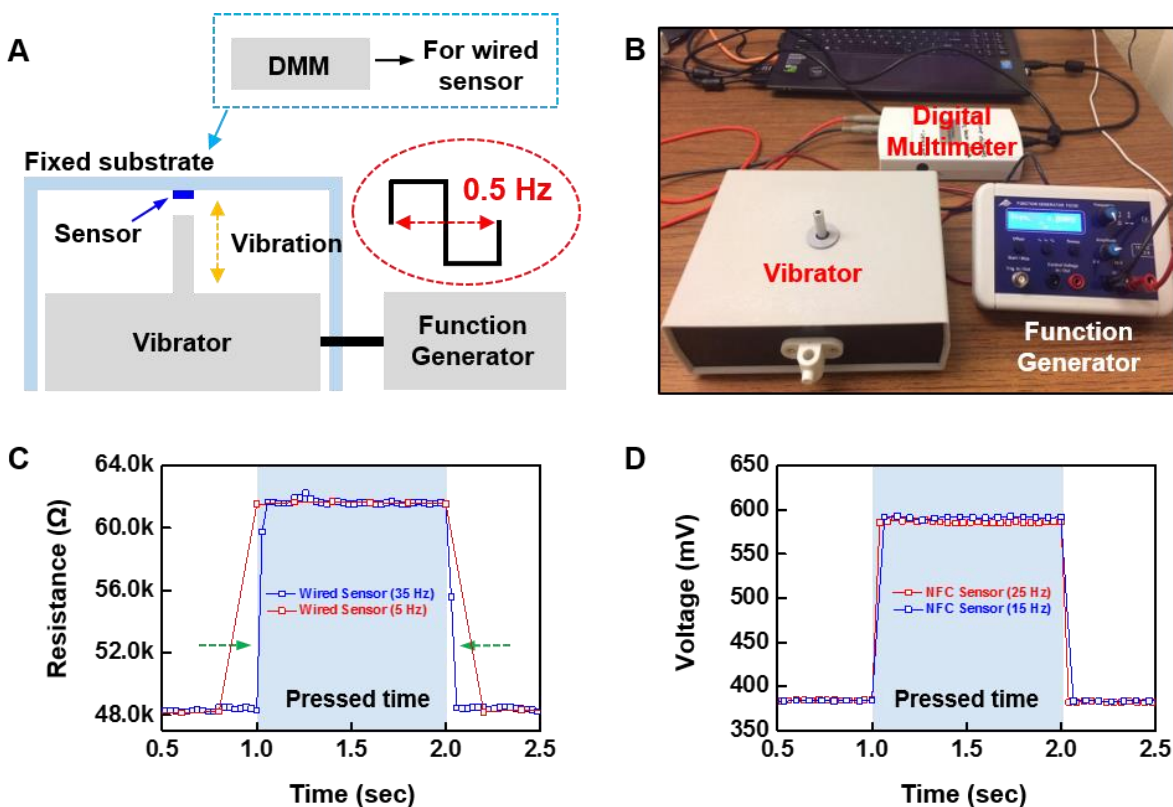 A
DMM
For wired
sensor
Fixed substrate
Sensor
Vibration
0.5 Hz
Vibrator
Function
Generator
B
Digital
Multimeter
FUNCTION GENERATOR
Vibrator
Function
Generator
C
64.0k
60.0k
56.0k
52.0k
48.0k
Resistance (Ω)
Wired Sensor (35 Hz)
Wired Sensor (5 Hz)
Pressed time
0.5 1.0 1.5 2.0 2.5
Time (sec)
D
650
600
550
500
450
400
350
Voltage (mV)
NFC Sensor (25 Hz)
NFC Sensor (15 Hz)
Pressed time
0.5 1.0 1.5 2.0 2.5
Time (sec)